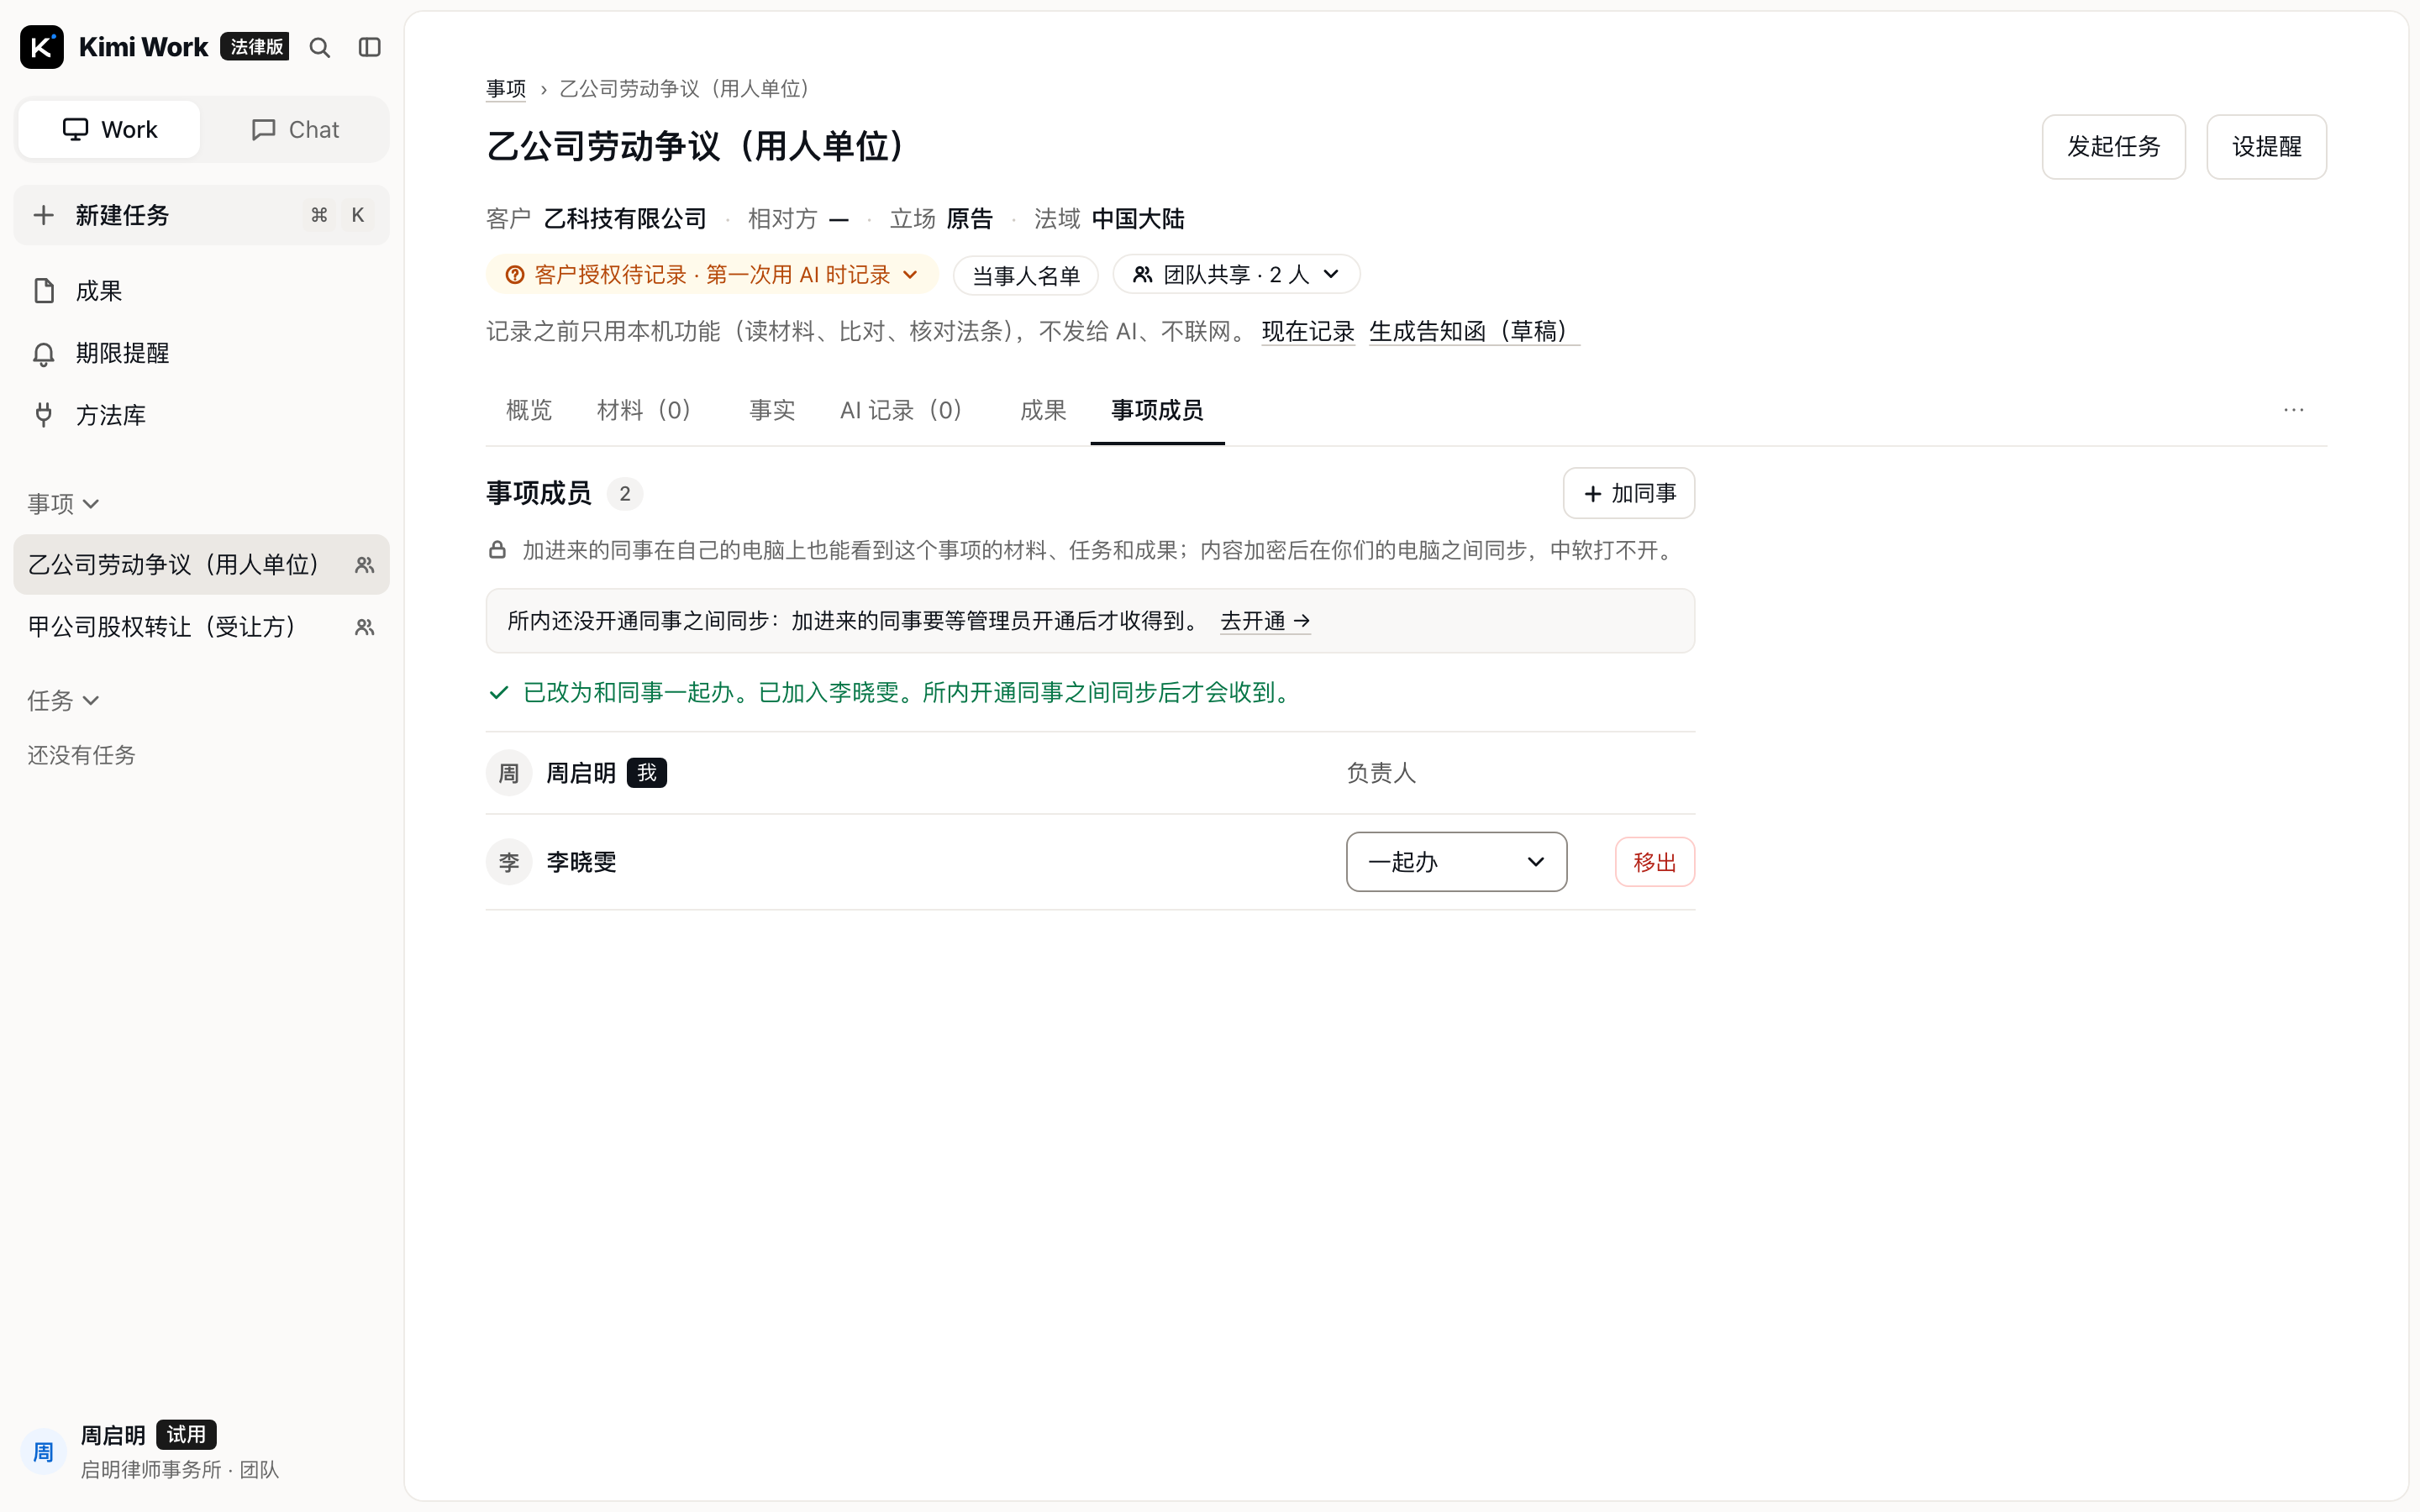 Kimi Work 法律版
Work Chat
新建任务 ⌘ K
成果
期限提醒
方法库
事项
乙公司劳动争议（用人单位）
甲公司股权转让（受让方）
任务
还没有任务
周 周启明 试用
启明律师事务所 · 团队
事项 › 乙公司劳动争议（用人单位）
乙公司劳动争议（用人单位）
发起任务 设提醒
客户 乙科技有限公司 · 相对方 — · 立场 原告 · 法域 中国大陆
客户授权待记录 · 第一次用 AI 时记录 当事人名单 团队共享 · 2 人
记录之前只用本机功能（读材料、比对、核对法条），不发给 AI、不联网。 现在记录 生成告知函（草稿）
概览 材料（0） 事实 AI 记录（0） 成果 事项成员 ...
事项成员 2 + 加同事
加进来的同事在自己的电脑上也能看到这个事项的材料、任务和成果；内容加密后在你们的电脑之间同步，中软打不开。
所内还没开通同事之间同步：加进来的同事要等管理员开通后才收得到。 去开通 →
已改为和同事一起办。已加入李晓雯。所内开通同事之间同步后才会收到。
周 周启明 我 负责人
李 李晓雯 一起办 移出